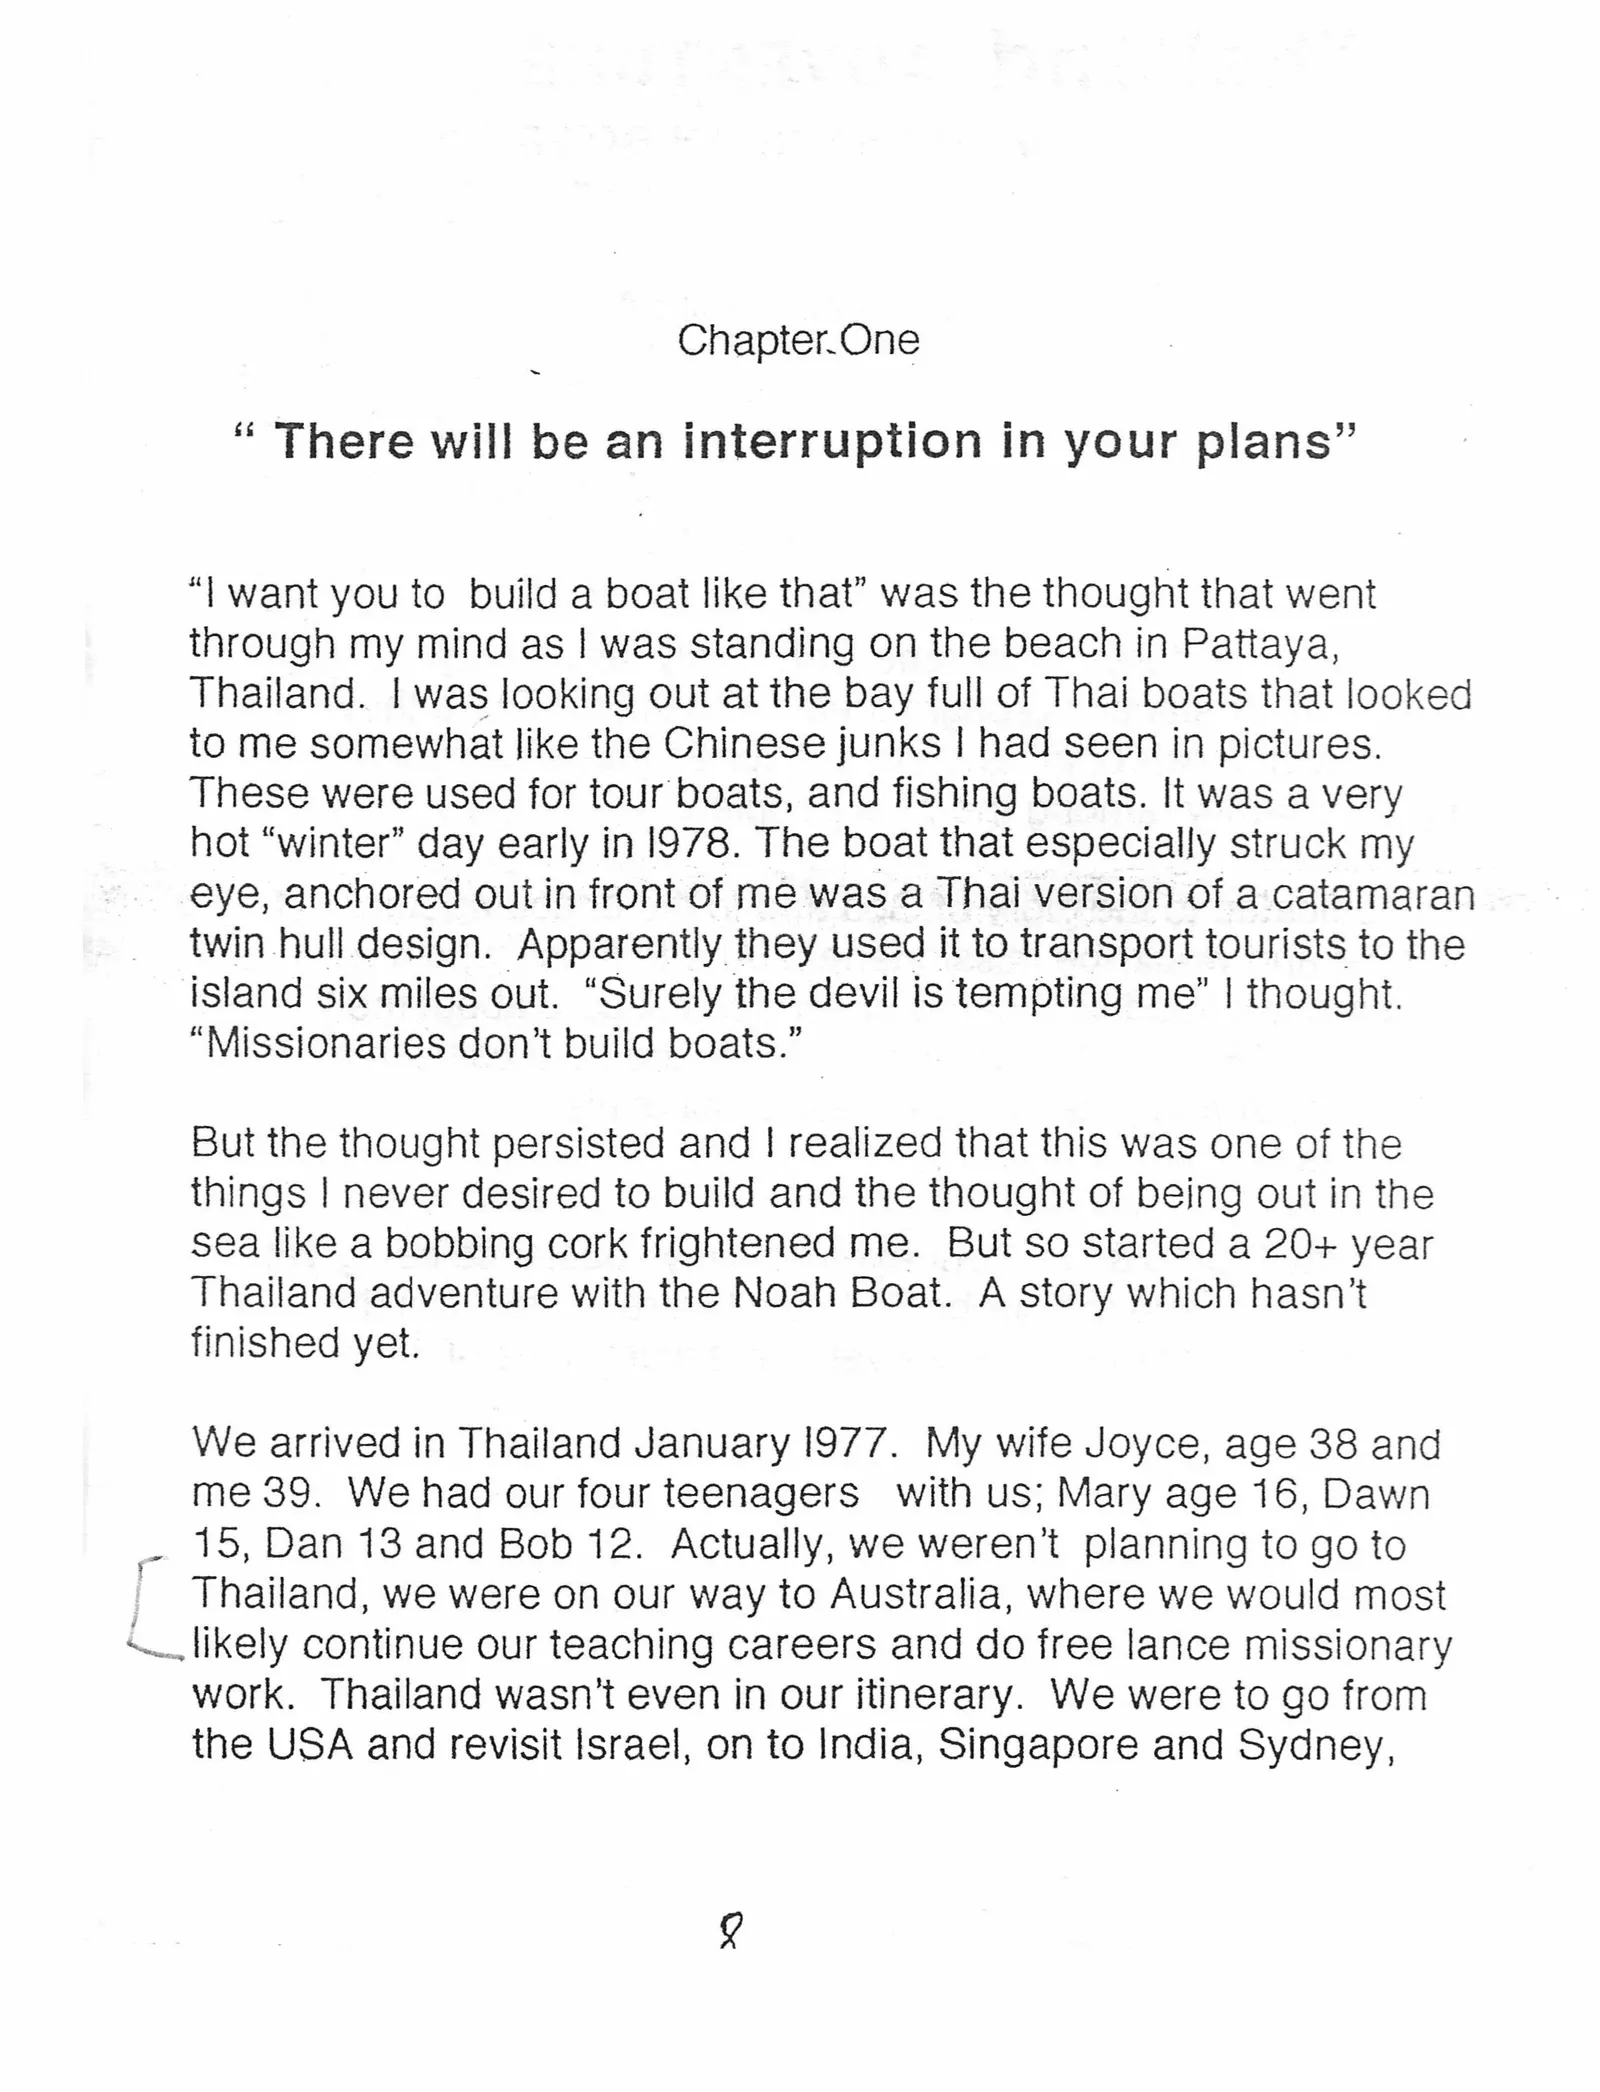 Chapter One
“ There will be an interruption in your plans”
“I want you to build a boat like that” was the thought that went
through my mind as I was standing on the beach in Pattaya,
Thailand. I was looking out at the bay full of Thai boats that looked
to me somewhat like the Chinese junks I had seen in pictures.
These were used for tour boats, and fishing boats. It was a very
hot “winter” day early in l978. The boat that especially struck my
eye, anchored out in front of me was a Thai version of a catamaran
twin hull design. Apparently they used it to transport tourists to the
island six miles out. “Surely the devil is tempting me” I thought.
“Missionaries don’t build boats.”
But the thought persisted and I realized that this was one of the
things I never desired to build and the thought of being out in the
sea like a bobbing cork frightened me. But so started a 20+ year
Thailand adventure with the Noah Boat. A story which hasn’t
finished yet.
We arrived in Thailand January l977. My wife Joyce, age 38 and
me 39. We had our four teenagers with us; Mary age 16, Dawn
15, Dan 13 and Bob 12. Actually, we weren’t planning to go to
Thailand, we were on our way to Australia, where we would most
likely continue our teaching careers and do free lance missionary
work. Thailand wasn’t even in our itinerary. We were to go from
the USA and revisit Israel, on to India, Singapore and Sydney,
8